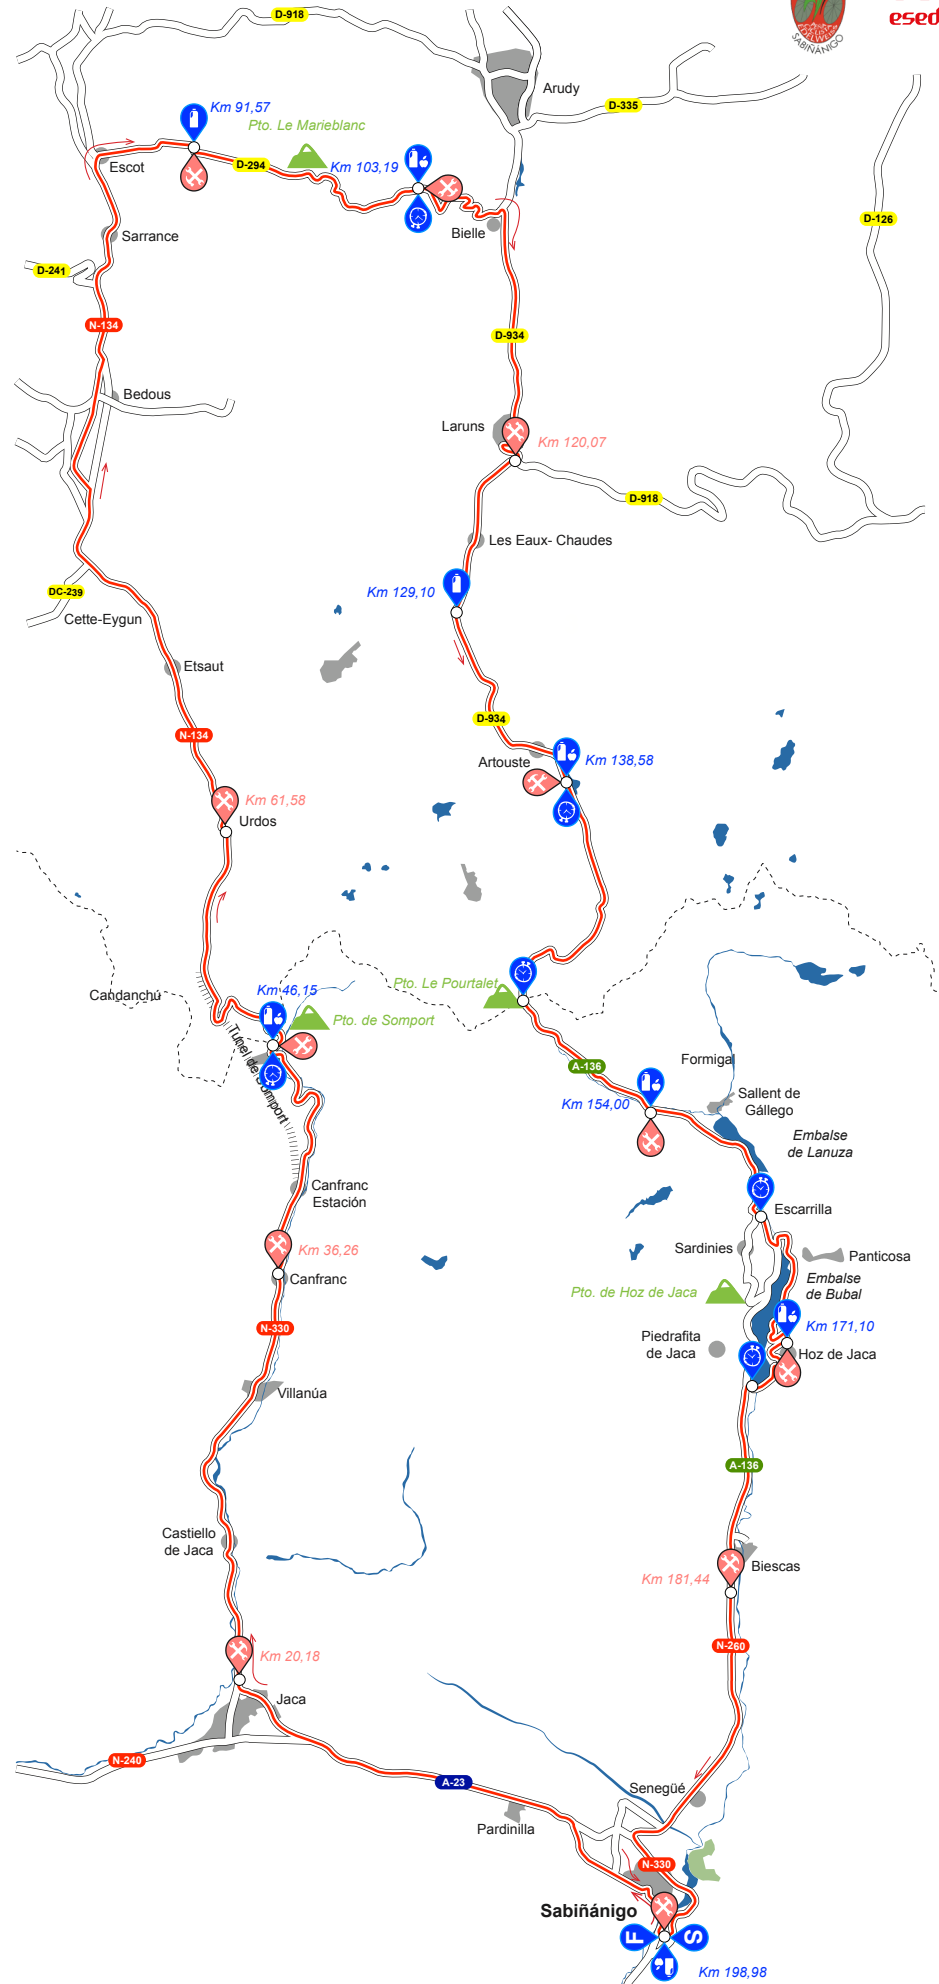 D-918
EDELWEISS
SABIÑÁNIGO
esed
Arudy
D-335
Km 91,57
Pto. Le Marieblanc
Escot
D-294
Km 103,19
D-126
Sarrance
Bielle
D-241
N-134
D-934
Bedous
Laruns
Km 120,07
D-918
Les Eaux- Chaudes
Km 129,10
DC-239
Cette-Eygun
Etsaut
D-934
N-134
Artouste
Km 138,58
Km 61,58
Urdos
Candanchú
Km 46,15
Pto. Le Pourtalet
Pto. de Somport
Túnel de Somport
A-136
Formigal
Km 154,00
Sallent de
Gállego
Embalse
de Lanuza
Canfranc
Estación
Escarrilla
Sardinies
Panticosa
Km 36,26
Canfranc
Embalse
de Bubal
Pto. de Hoz de Jaca
N-330
Km 171,10
Piedrafita
de Jaca
Hoz de Jaca
Villanúa
A-136
Castiello
de Jaca
Biescas
Km 181,44
N-260
Km 20,18
Jaca
N-240
A-23
Senegüé
Pardinilla
N-330
Sabiñánigo
F
S
Km 198,98